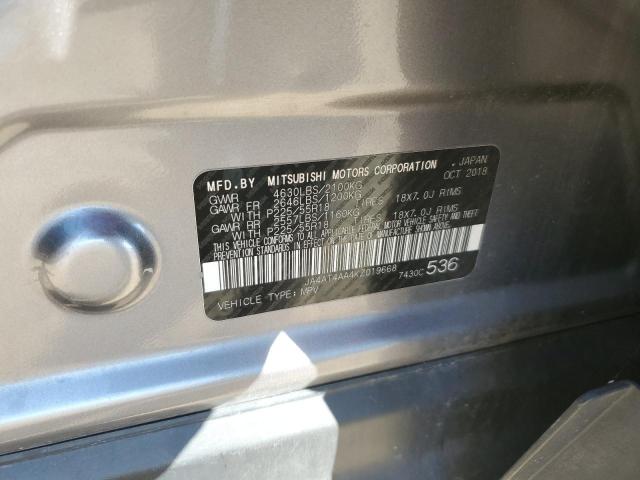 MFD.BY MITSUBISHI MOTORS CORPORATION . JAPAN
OCT 2018
GVWR 4630LBS/2100KG
GAWR FR 2646LBS/1200KG
WITH P225/55R18 TIRES 18X7.0J RIMS
GAWR RR 2557LBS/1160KG
WITH P225/55R18 TIRES 18X7.0J RIMS
THIS VEHICLE CONFORMS TO ALL APPLICABLE FEDERAL MOTOR VEHICLE SAFETY AND
THEFT PREVENTION STANDARDS IN EFFECT ON THE DATE OF MANUFACTURE SHOWN ABOVE.
JA4AT4AA4KZ019668 7430C 536
VEHICLE TYPE: MPV